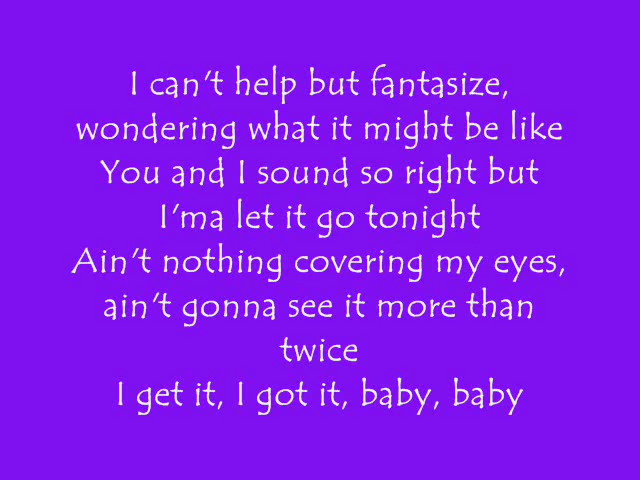 I can't help but fantasize,
wondering what it might be like
You and I sound so right but
I'ma let it go tonight
Ain't nothing covering my eyes,
ain't gonna see it more than
twice
I get it, I got it, baby, baby